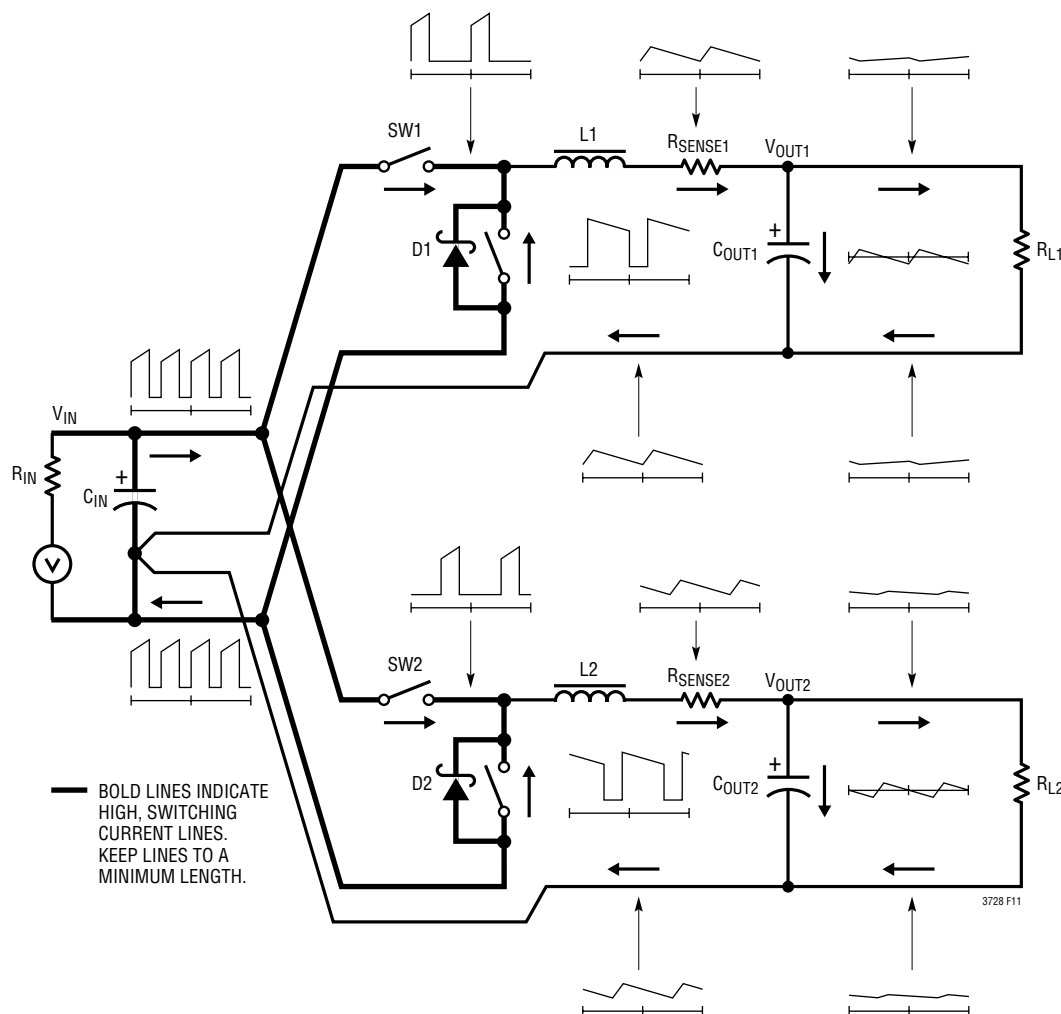 SW1
L1
RSENSE1
VOUT1
D1
COUT1
+
RL1
VIN
RIN
CIN
+
SW2
L2
RSENSE2
VOUT2
D2
COUT2
+
RL2
BOLD LINES INDICATE
HIGH, SWITCHING
CURRENT LINES.
KEEP LINES TO A
MINIMUM LENGTH.
3728 F11